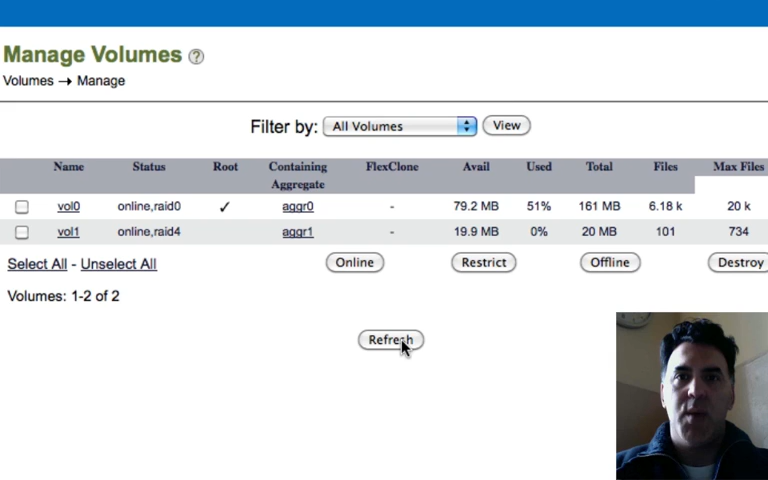 Manage Volumes ?
Volumes → Manage
Filter by: All Volumes View
Name Status Root Containing Aggregate FlexClone Avail Used Total Files Max Files
vol0 online,raid0 ✓ aggr0 - 79.2 MB 51% 161 MB 6.18 k 20 k
vol1 online,raid4 aggr1 - 19.9 MB 0% 20 MB 101 734
Select All - Unselect All Online Restrict Offline Destroy
Volumes: 1-2 of 2
Refresh